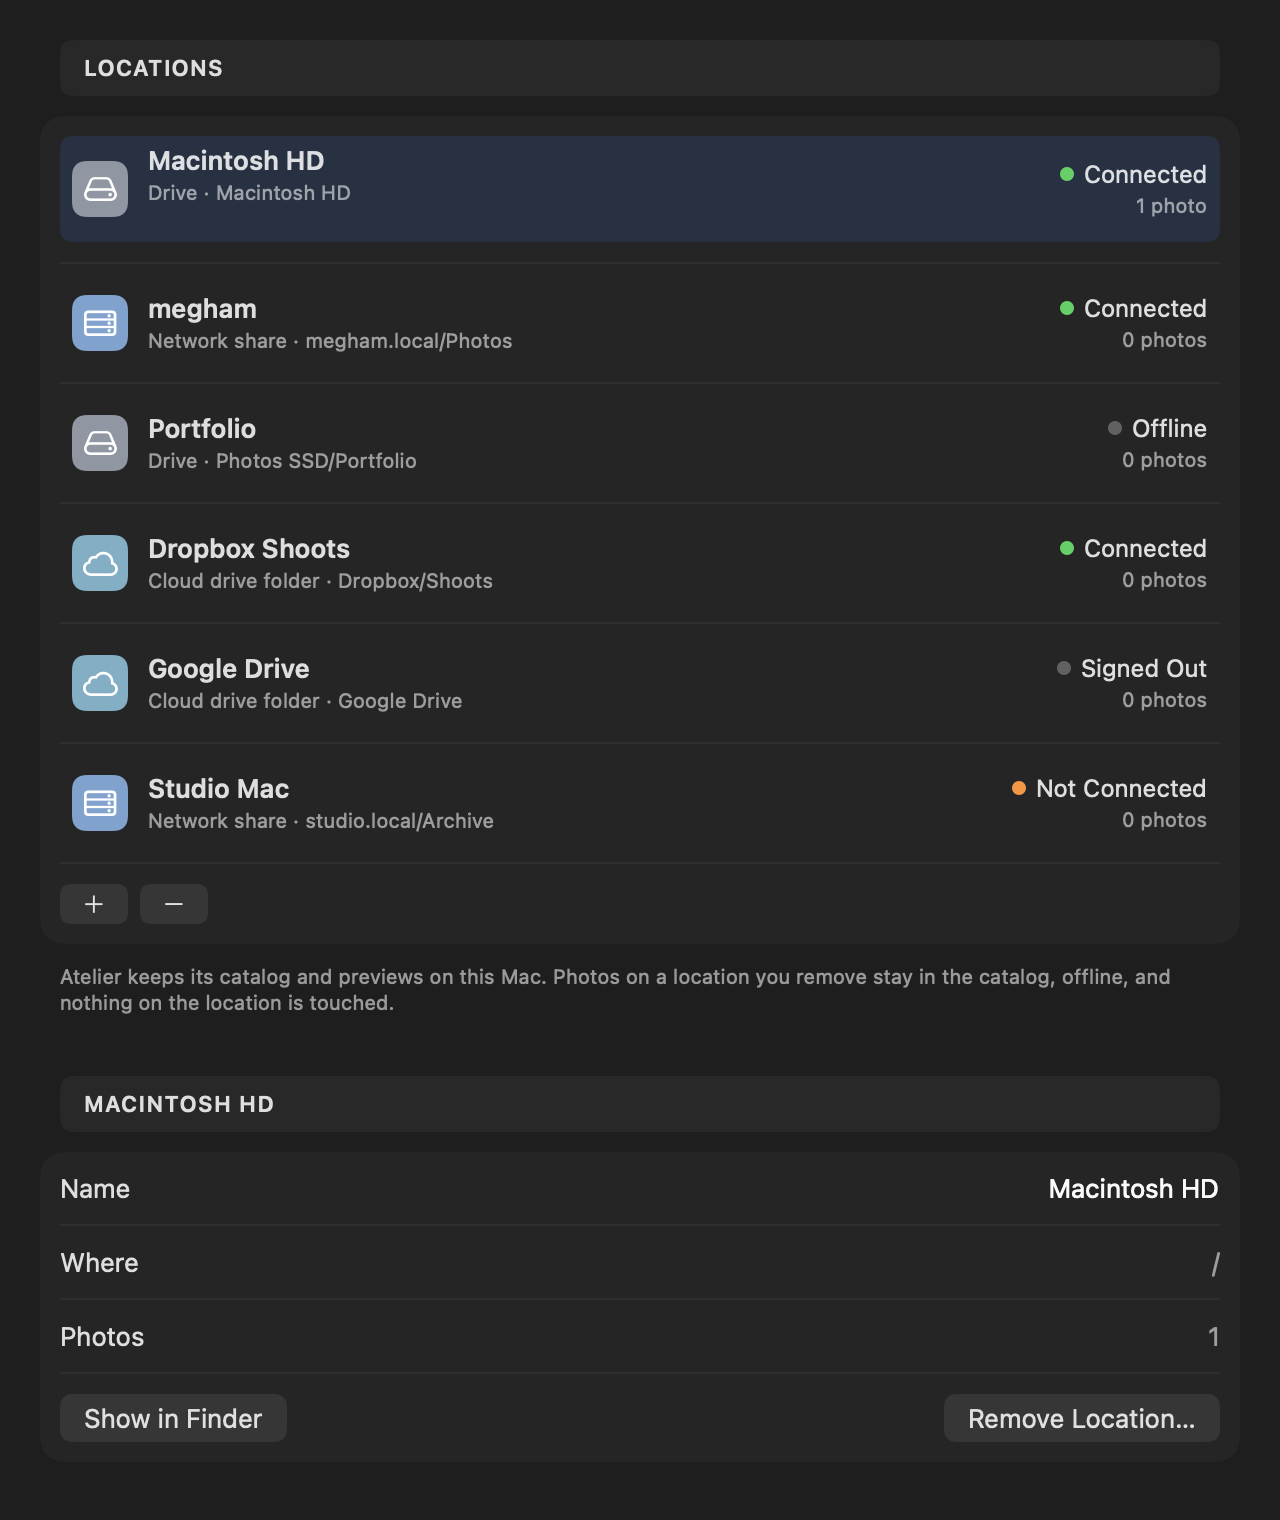 LOCATIONS
Macintosh HD
Drive · Macintosh HD
Connected
1 photo
megham
Network share · megham.local/Photos
Connected
0 photos
Portfolio
Drive · Photos SSD/Portfolio
Offline
0 photos
Dropbox Shoots
Cloud drive folder · Dropbox/Shoots
Connected
0 photos
Google Drive
Cloud drive folder · Google Drive
Signed Out
0 photos
Studio Mac
Network share · studio.local/Archive
Not Connected
0 photos
+ −
Atelier keeps its catalog and previews on this Mac. Photos on a location you remove stay in the catalog, offline, and
nothing on the location is touched.
MACINTOSH HD
Name Macintosh HD
Where /
Photos 1
Show in Finder Remove Location...